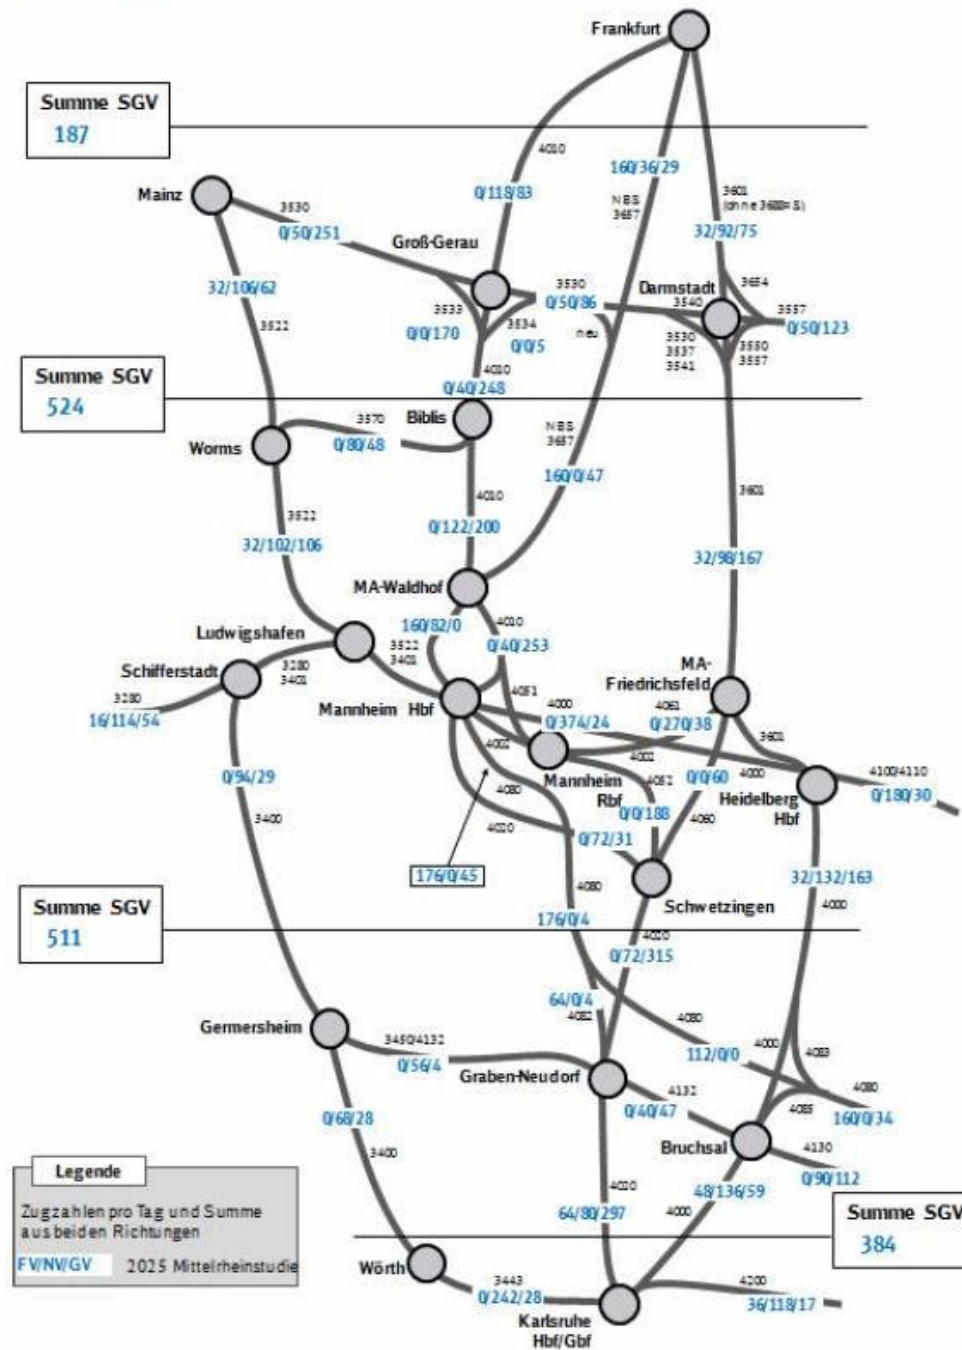 Frankfurt
Summe SGV
187
4010
160/36/29
Mainz
3530
0/50/251
0/118/83
NBS
3657
3601
(ohne 3688=S)
32/92/75
Groß-Gerau
32/106/62
3530
0/50/86
Darmstadt
3654
3540
3557
0/50/123
3533
0/0/170
3534
0/0/5
neu
3530
3537
3541
3550
3557
3522
Summe SGV
524
4010
0/40/248
Biblis
3570
0/80/48
Worms
NBS
3657
160/0/47
4010
3601
3522
32/102/106
0/122/200
32/98/167
MA-Waldhof
160/82/0
4010
0/40/253
Ludwigshafen
3522
3401
Schifferstadt
3280
3401
MA-
Friedrichsfeld
3280
16/114/54
Mannheim Hbf
4051
4000
0/374/24
4061
0/270/38
3601
4002
4002
Mannheim
Rbf
4052
0/0/60
4000
Heidelberg
Hbf
4100/4110
0/180/30
0/94/29
4080
0/0/188
3400
4020
0/72/31
4060
176/0/45
4080
32/132/163
4000
Schwetzingen
Summe SGV
511
176/0/4
4020
0/72/315
64/0/4
4082
Germersheim
3450/4132
0/56/4
4080
112/0/0
4000
4083
Graben-Neudorf
4132
0/40/47
4085
4080
160/0/34
0/68/28
Bruchsal
4130
0/90/112
3400
4020
48/136/59
64/80/297
4000
Legende
Zugzahlen pro Tag und Summe
aus beiden Richtungen
FV/NV/GV 2025 Mittelrheinstudie
Summe SGV
384
Wörth
3443
0/242/28
4200
36/118/17
Karlsruhe
Hbf/Gbf